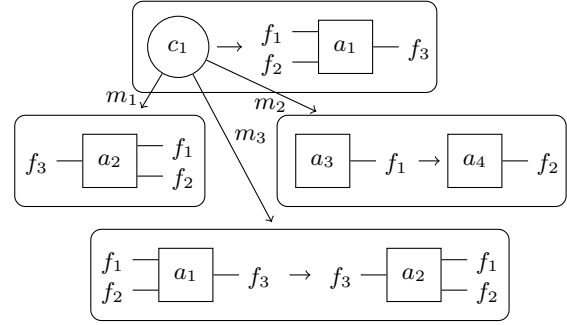 c₁ → f₁ f₂ a₁ f₃
m₁ m₂ m₃
f₃ a₂ f₁ f₂
a₃ f₁ → a₄ f₂
f₁ f₂ a₁ f₃ → f₃ a₂ f₁ f₂